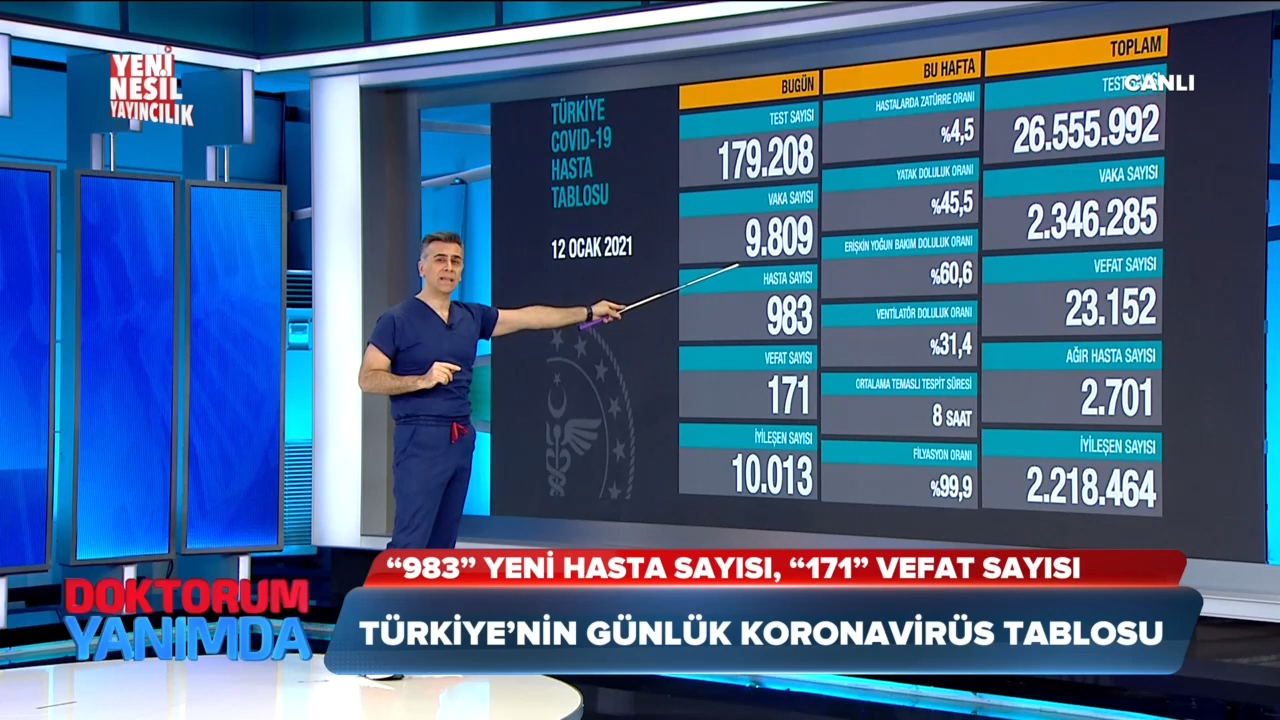 YENİ
NESİL
YAYINCILIK
CANLI
TÜRKİYE
COVID-19
HASTA
TABLOSU
12 OCAK 2021
BUGÜN
TEST SAYISI
179.208
VAKA SAYISI
9.809
HASTA SAYISI
983
VEFAT SAYISI
171
İYİLEŞEN SAYISI
10.013
BU HAFTA
HASTALARDA ZATÜRRE ORANI
%4,5
YATAK DOLULUK ORANI
%45,5
ERİŞKİN YOĞUN BAKIM DOLULUK ORANI
%60,6
VENTİLATÖR DOLULUK ORANI
%31,4
ORTALAMA TEMASLI TESPİT SÜRESİ
8 SAAT
FİLYASYON ORANI
%99,9
TOPLAM
TEST SAYISI
26.555.992
VAKA SAYISI
2.346.285
VEFAT SAYISI
23.152
AĞIR HASTA SAYISI
2.701
İYİLEŞEN SAYISI
2.218.464
“983” YENİ HASTA SAYISI, “171” VEFAT SAYISI
TÜRKİYE’NİN GÜNLÜK KORONAVİRÜS TABLOSU
DOKTORUM
YANIMDA